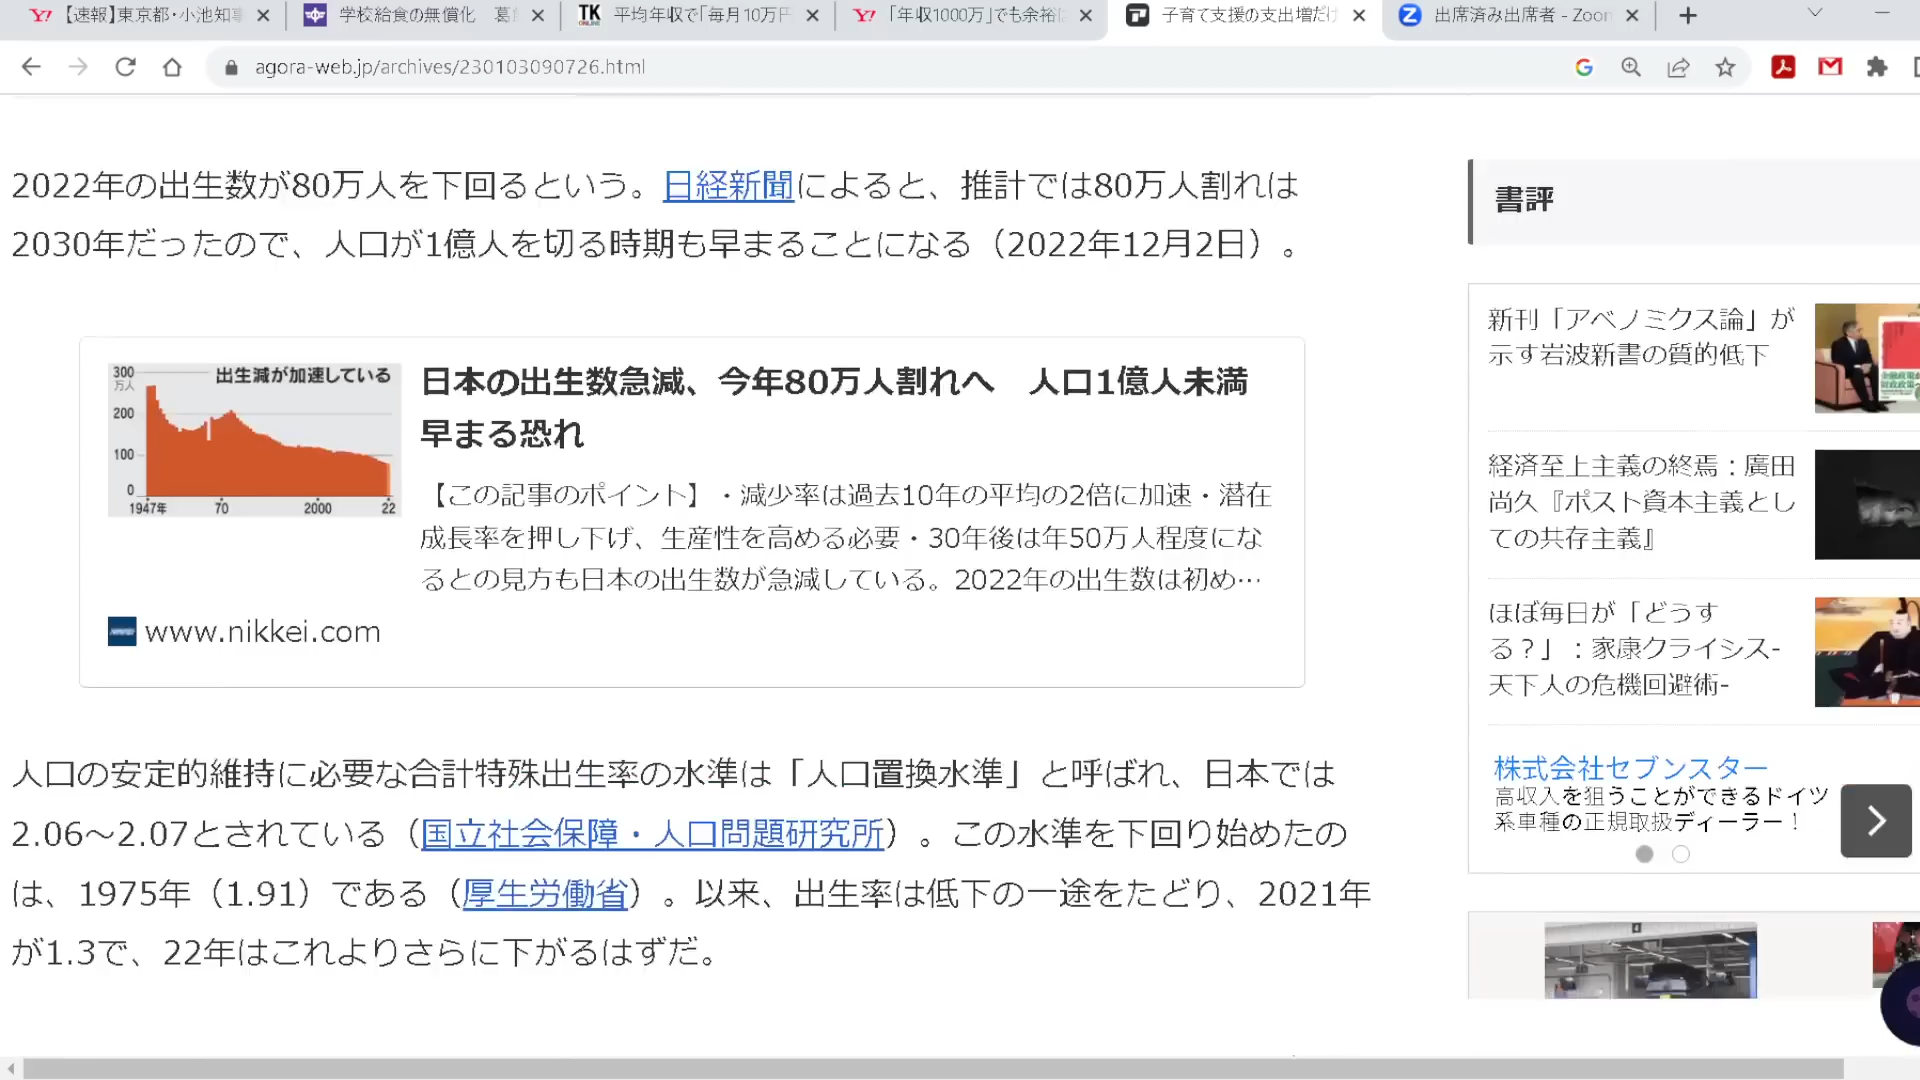 【速報】東京都・小池知事
学校給食の無償化 葛
TK
ONLINE
平均年収で「毎月10万円
「年収1000万」でも余裕
子育て支援の支出増だけ
出席済み出席者 - Zoom
agora-web.jp/archives/230103090726.html
2022年の出生数が80万人を下回るという。日経新聞によると、推計では80万人割れは
2030年だったので、人口が1億人を切る時期も早まることになる（2022年12月2日）。
出生減が加速している
300
万人
200
100
0
1947年 70 2000 22
日本の出生数急減、今年80万人割れへ 人口1億人未満
早まる恐れ
【この記事のポイント】・減少率は過去10年の平均の2倍に加速・潜在
成長率を押し下げ、生産性を高める必要・30年後は年50万人程度にな
るとの見方も日本の出生数が急減している。2022年の出生数は初め…
www.nikkei.com
人口の安定的維持に必要な合計特殊出生率の水準は「人口置換水準」と呼ばれ、日本では
2.06〜2.07とされている（国立社会保障・人口問題研究所）。この水準を下回り始めたの
は、1975年（1.91）である（厚生労働省）。以来、出生率は低下の一途をたどり、2021年
が1.3で、22年はこれよりさらに下がるはずだ。
書評
新刊「アベノミクス論」が
示す岩波新書の質的低下
経済至上主義の終焉：廣田
尚久『ポスト資本主義とし
ての共存主義』
ほぼ毎日が「どうす
る？」：家康クライシス-
天下人の危機回避術-
株式会社セブンスター
高収入を狙うことができるドイツ
系車種の正規取扱ディーラー！